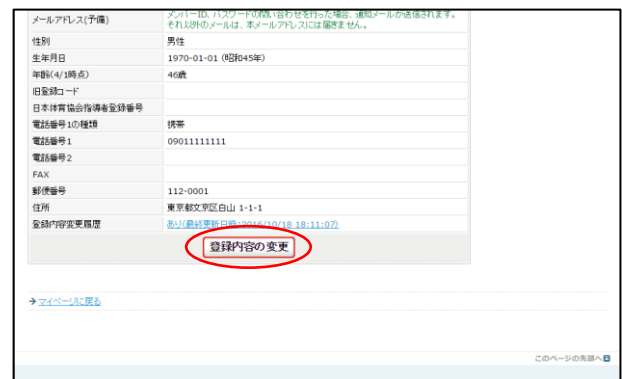 メールアドレス(予備) メンバーID、パスワードの問い合わせを行った場合、通知メールが送信されます。
それ以外のメールは、本メールアドレスには届きません。
性別 男性
生年月日 1970-01-01 (昭和45年)
年齢(4/1時点) 46歳
旧登録コード
日本体育協会指導者登録番号
電話番号1の種類 携帯
電話番号1 09011111111
電話番号2
FAX
郵便番号 112-0001
住所 東京都文京区白山 1-1-1
登録内容変更履歴 あり(最終更新日時:2016/10/18 18:11:07)
登録内容の変更
マイページに戻る
このページの先頭へ